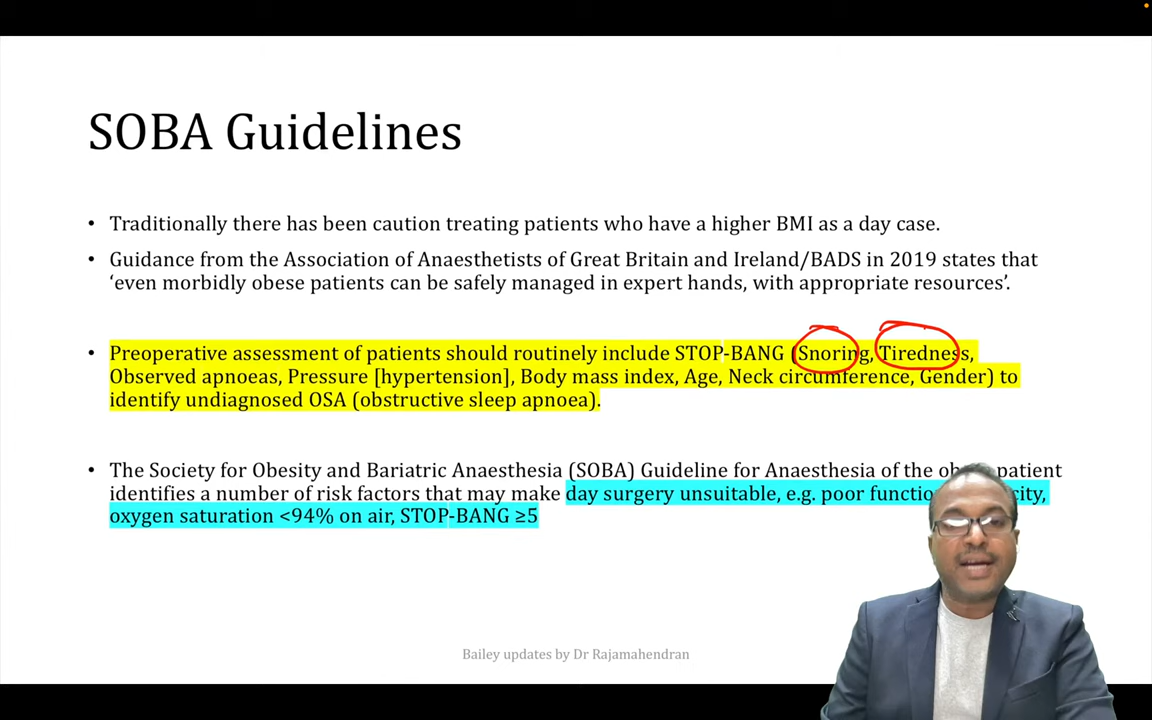 SOBA Guidelines
• Traditionally there has been caution treating patients who have a higher BMI as a day case.
• Guidance from the Association of Anaesthetists of Great Britain and Ireland/BADS in 2019 states that
‘even morbidly obese patients can be safely managed in expert hands, with appropriate resources’.
• Preoperative assessment of patients should routinely include STOP-BANG (Snoring, Tiredness,
Observed apnoeas, Pressure [hypertension], Body mass index, Age, Neck circumference, Gender) to
identify undiagnosed OSA (obstructive sleep apnoea).
• The Society for Obesity and Bariatric Anaesthesia (SOBA) Guideline for Anaesthesia of the obese patient
identifies a number of risk factors that may make day surgery unsuitable, e.g. poor
oxygen saturation <94% on air, STOP-BANG ≥5
Bailey updates by Dr Rajamahendran